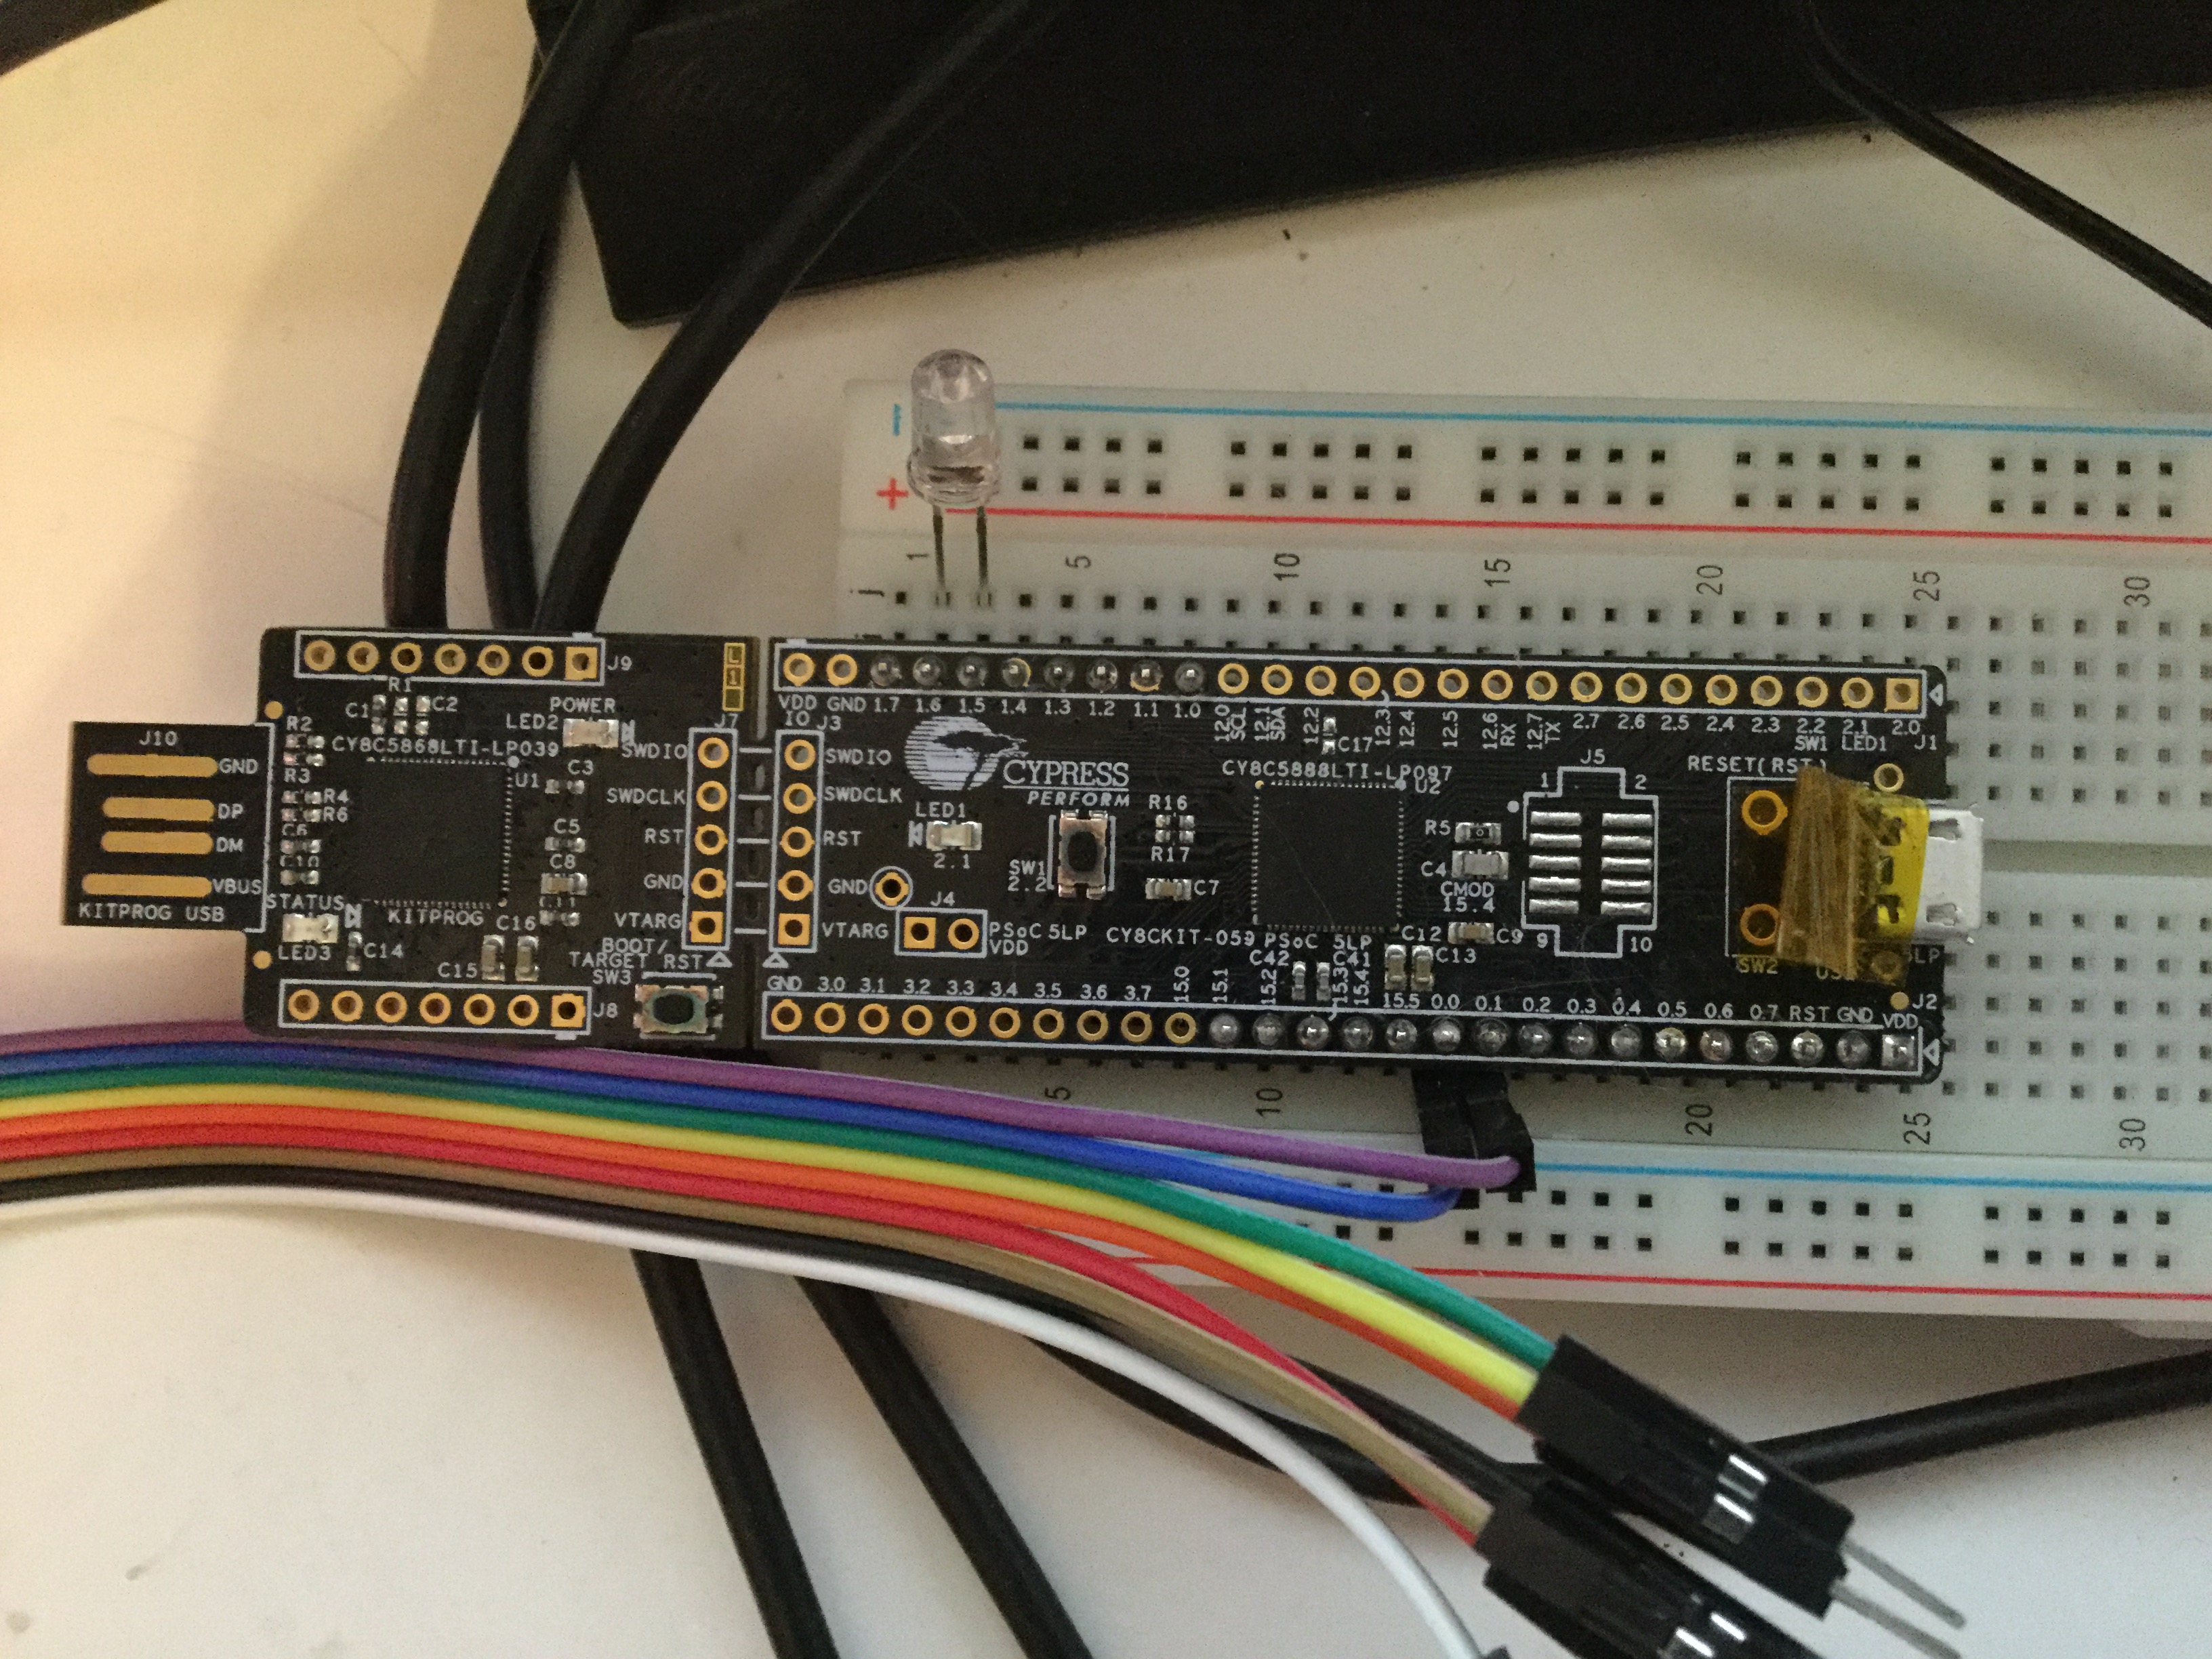 − 
+
1 5 10 15 20 25 30
j
J9
R1
C1 C2
POWER
LED2
R2
CY8C5868LTI-LP039
R3
U1
C3
J10
GND
DP
DM
VBUS
KITPROG USB
R4
R6
C6
C10
C5
C8
C11
STATUS
LED3
KITPROG
C14
C16
C15
J8
BOOT/
TARGET RST
SW3
J7
SWDIO
SWDCLK
RST
GND
VTARG
VDD GND 1.7 1.6 1.5 1.4 1.3 1.2 1.1 1.0 12.0 12.1 12.2 12.3 12.4 12.5 12.6 12.7 2.7 2.6 2.5 2.4 2.3 2.2 2.1 2.0
IO J3 SCL SDA RX TX SW1 LED1 J1
SWDIO
SWDCLK
RST
GND
VTARG
CYPRESS
PERFORM
LED1
2.1
SW1
2.2
J4
PSoC 5LP
VDD
R16
R17
C7
C17
CY8C5888LTI-LP097
U2
CY8CKIT-059 PSoC 5LP
R5
C4
CMOD
15.4
C9
C12
C13
C42 C41
J5
1 2
9 10
RESET(RST)
SW2
J2
GND 3.0 3.1 3.2 3.3 3.4 3.5 3.6 3.7 15.0 15.1 15.2 15.3 15.4 15.5 0.0 0.1 0.2 0.3 0.4 0.5 0.6 0.7 RST GND VDD
5 10 20 25 30